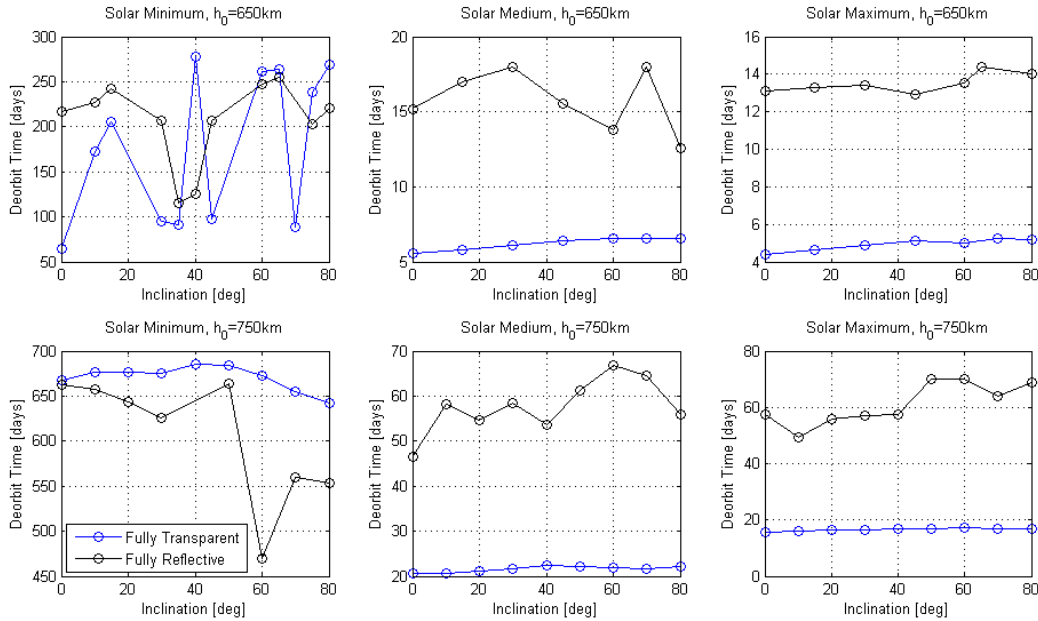 Solar Minimum, h0=650km
300
250
200
150
100
50
0 20 40 60 80
Deorbit Time [days]
Inclination [deg]
Solar Medium, h0=650km
20
15
10
5
0 20 40 60 80
Deorbit Time [days]
Inclination [deg]
Solar Maximum, h0=650km
16
14
12
10
8
6
4
0 20 40 60 80
Deorbit Time [days]
Inclination [deg]
Solar Minimum, h0=750km
700
650
600
550
500
450
0 20 40 60 80
Deorbit Time [days]
Inclination [deg]
Fully Transparent
Fully Reflective
Solar Medium, h0=750km
70
60
50
40
30
20
0 20 40 60 80
Deorbit Time [days]
Inclination [deg]
Solar Maximum, h0=750km
80
60
40
20
0
0 20 40 60 80
Deorbit Time [days]
Inclination [deg]